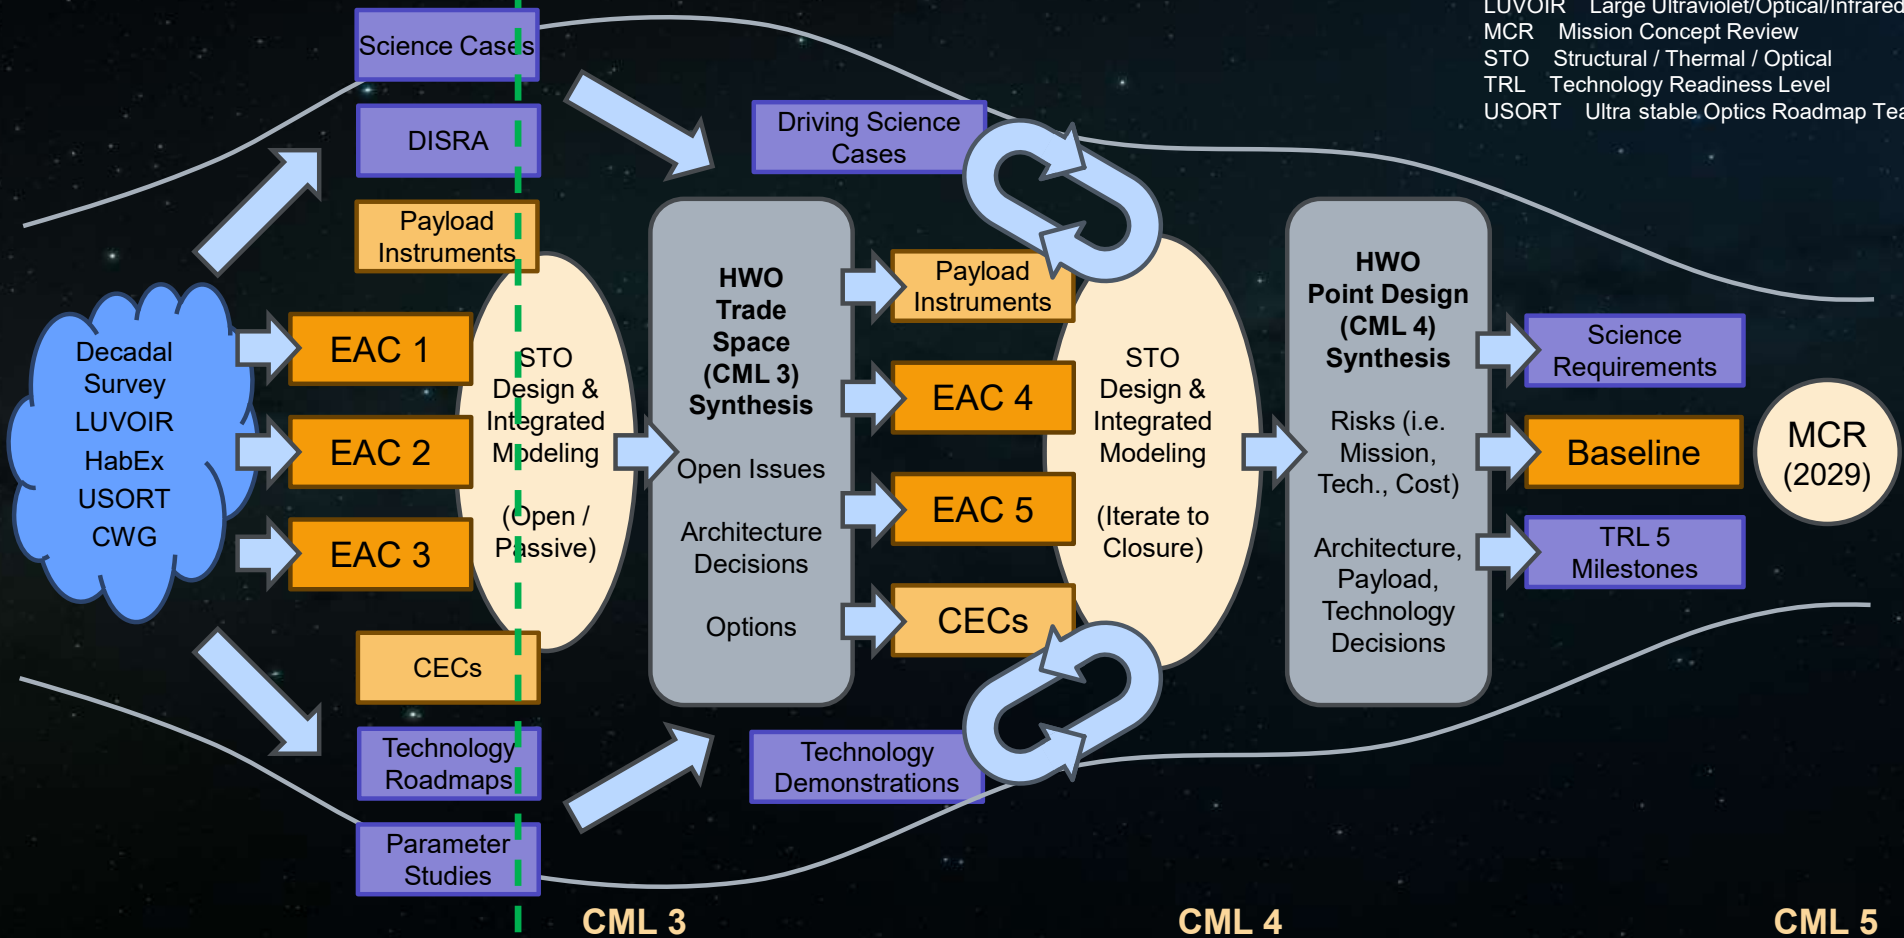 LUVOIR Large Ultraviolet/Optical/Infrared
MCR Mission Concept Review
STO Structural / Thermal / Optical
TRL Technology Readiness Level
USORT Ultra stable Optics Roadmap
Science Cases
DISRA
Payload
Instruments
Decadal
Survey
LUVOIR
HabEx
USORT
CWG
EAC 1
EAC 2
EAC 3
CECs
Technology
Roadmaps
Parameter
Studies
STO
Design &
Integrated
Modeling
(Open /
Passive)
HWO
Trade
Space
(CML 3)
Synthesis
Open Issues
Architecture
Decisions
Options
Driving Science
Cases
Payload
Instruments
EAC 4
EAC 5
CECs
Technology
Demonstrations
STO
Design &
Integrated
Modeling
(Iterate to
Closure)
HWO
Point Design
(CML 4)
Synthesis
Risks (i.e.
Mission,
Tech., Cost)
Architecture,
Payload,
Technology
Decisions
Science
Requirements
Baseline
TRL 5
Milestones
MCR
(2029)
CML 3
CML 4
CML 5